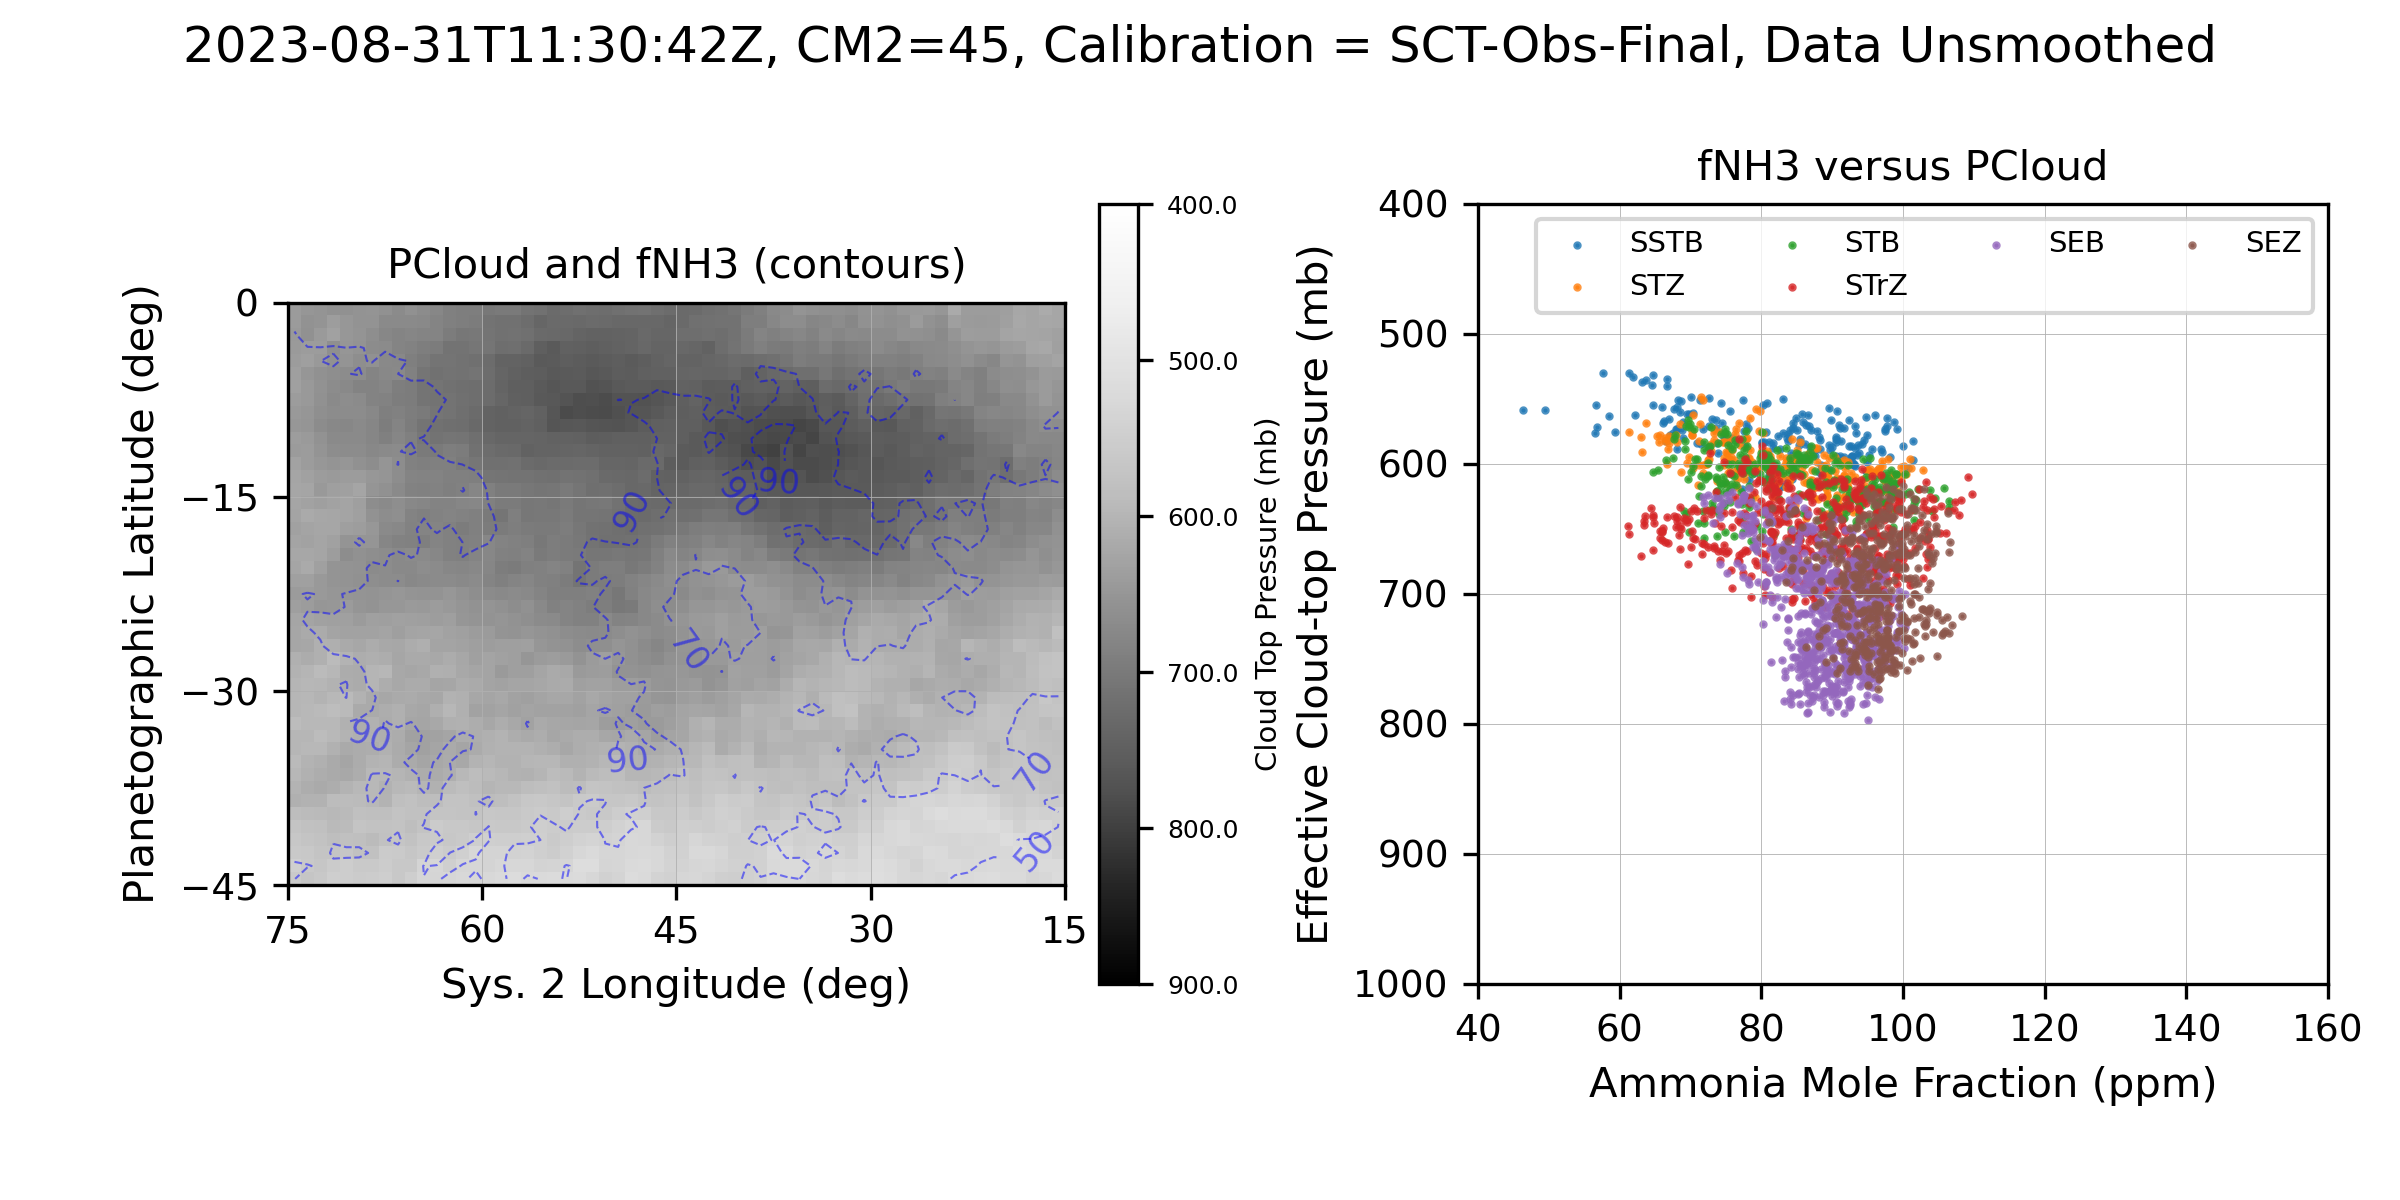 2023-08-31T11:30:42Z, CM2=45, Calibration = SCT-Obs-Final, Data Unsmoothed
PCloud and fNH3 (contours)
Planetographic Latitude (deg)
0
−15
−30
−45
75 60 45 30 15
Sys. 2 Longitude (deg)
90
90
90
70
90
90
70
50
400.0
500.0
600.0
700.0
800.0
900.0
Cloud Top Pressure (mb)
fNH3 versus PCloud
Effective Cloud-top Pressure (mb)
400
500
600
700
800
900
1000
SSTB STB SEB SEZ
STZ STrZ
40 60 80 100 120 140 160
Ammonia Mole Fraction (ppm)